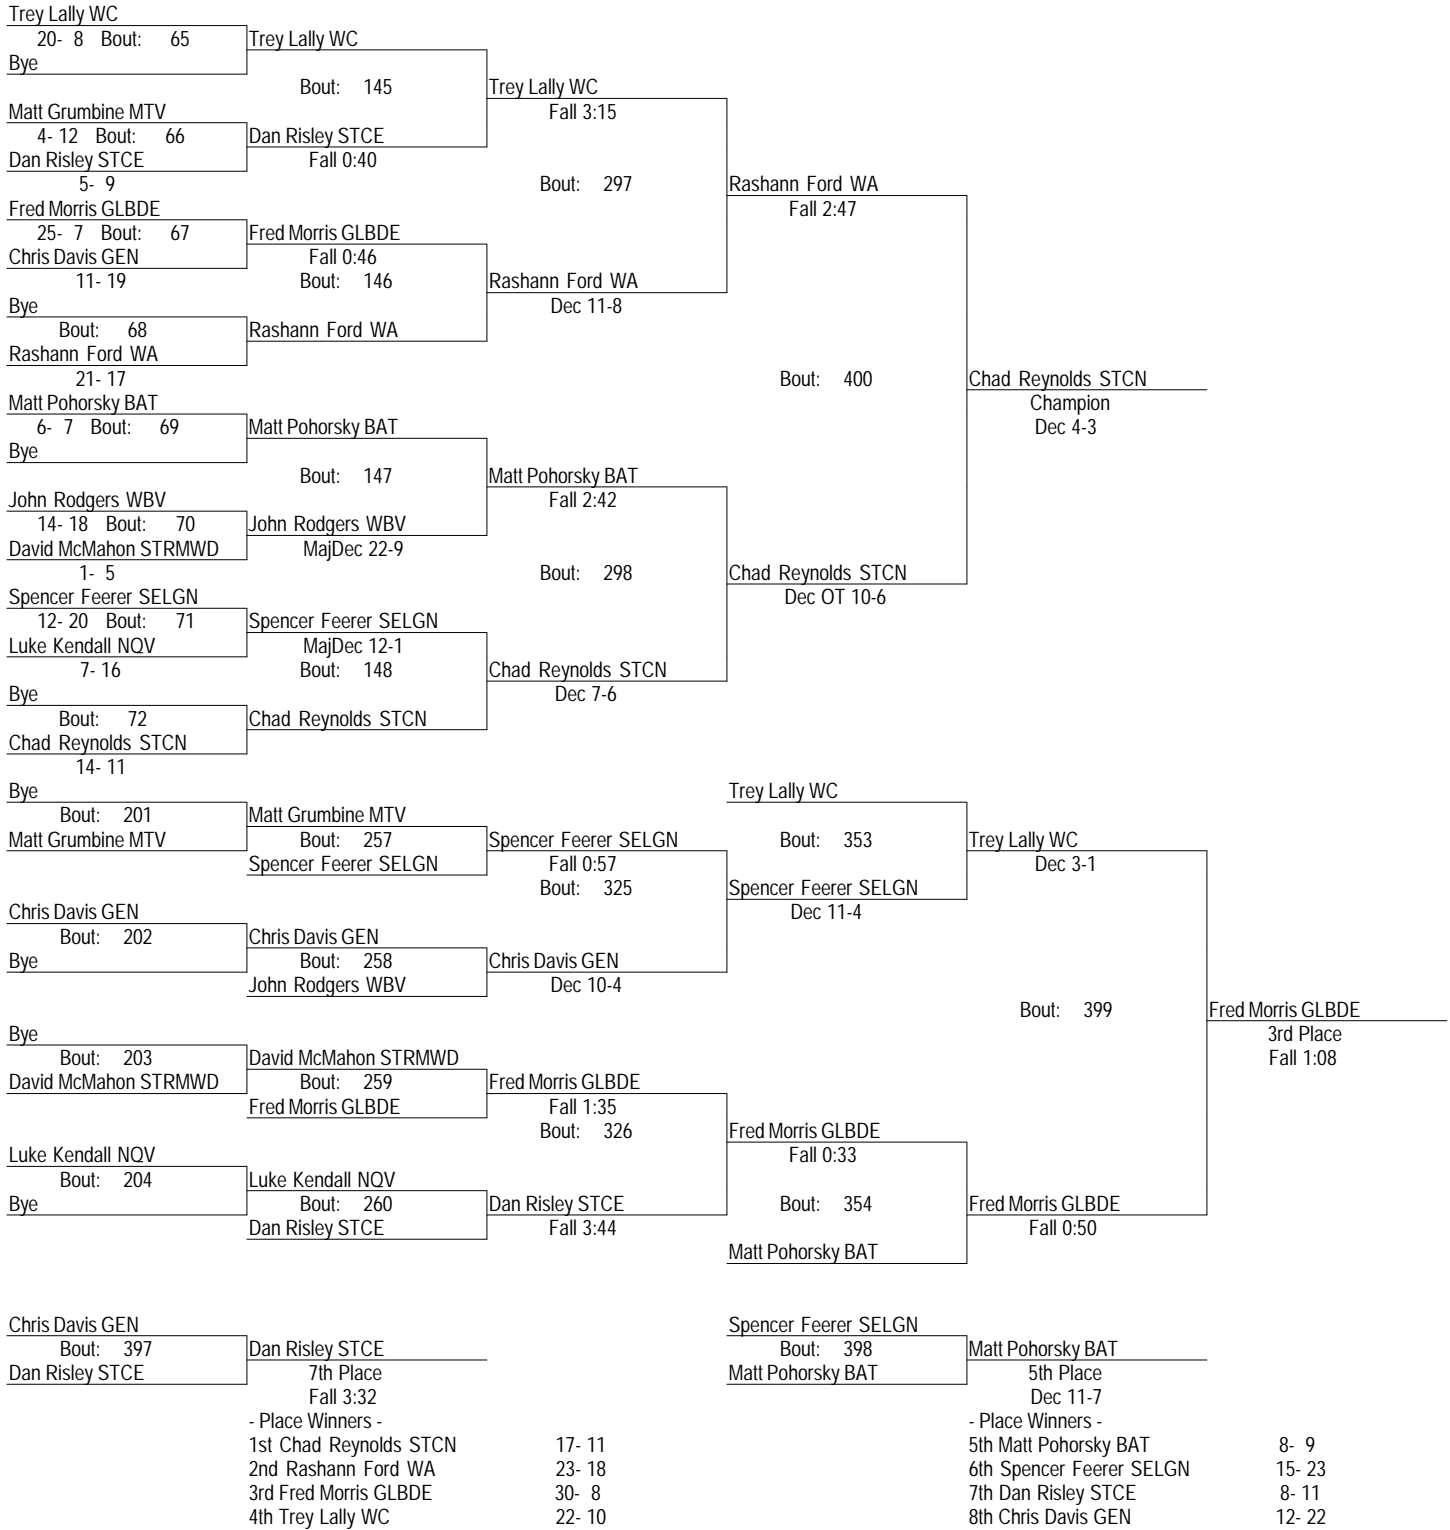 Trey Lally WC
20- 8 Bout: 65 Trey Lally WC
Bye
Bout: 145 Trey Lally WC
Matt Grumbine MTV Fall 3:15
4- 12 Bout: 66 Dan Risley STCE
Dan Risley STCE Fall 0:40
5- 9 Bout: 297 Rashann Ford WA
Fred Morris GLBDE Fall 2:47
25- 7 Bout: 67 Fred Morris GLBDE
Chris Davis GEN Fall 0:46
11- 19 Bout: 146 Rashann Ford WA
Bye Dec 11-8
Bout: 68 Rashann Ford WA
Rashann Ford WA
21- 17 Bout: 400 Chad Reynolds STCN
Matt Pohorsky BAT Champion
6- 7 Bout: 69 Matt Pohorsky BAT Dec 4-3
Bye
Bout: 147 Matt Pohorsky BAT
John Rodgers WBV Fall 2:42
14- 18 Bout: 70 John Rodgers WBV
David McMahon STRMWD MajDec 22-9
1- 5 Bout: 298 Chad Reynolds STCN
Spencer Feerer SELGN Dec OT 10-6
12- 20 Bout: 71 Spencer Feerer SELGN
Luke Kendall NQV MajDec 12-1
7- 16 Bout: 148 Chad Reynolds STCN
Bye Dec 7-6
Bout: 72 Chad Reynolds STCN
Chad Reynolds STCN
14- 11
Bye Trey Lally WC
Bout: 201 Matt Grumbine MTV
Matt Grumbine MTV Bout: 257 Spencer Feerer SELGN Bout: 353 Trey Lally WC
Spencer Feerer SELGN Fall 0:57 Dec 3-1
Bout: 325 Spencer Feerer SELGN
Chris Davis GEN Dec 11-4
Bout: 202 Chris Davis GEN
Bye Bout: 258 Chris Davis GEN
John Rodgers WBV Dec 10-4
Bout: 399 Fred Morris GLBDE
Bye 3rd Place
Bout: 203 David McMahon STRMWD Fall 1:08
David McMahon STRMWD Bout: 259 Fred Morris GLBDE
Fred Morris GLBDE Fall 1:35
Bout: 326 Fred Morris GLBDE
Luke Kendall NQV Fall 0:33
Bout: 204 Luke Kendall NQV
Bye Bout: 260 Dan Risley STCE Bout: 354 Fred Morris GLBDE
Dan Risley STCE Fall 3:44 Fall 0:50
Matt Pohorsky BAT
Chris Davis GEN Spencer Feerer SELGN
Bout: 397 Dan Risley STCE Bout: 398 Matt Pohorsky BAT
Dan Risley STCE 7th Place Matt Pohorsky BAT 5th Place
Fall 3:32 Dec 11-7
- Place Winners - - Place Winners -
1st Chad Reynolds STCN 17- 11 5th Matt Pohorsky BAT 8- 9
2nd Rashann Ford WA 23- 18 6th Spencer Feerer SELGN 15- 23
3rd Fred Morris GLBDE 30- 8 7th Dan Risley STCE 8- 11
4th Trey Lally WC 22- 10 8th Chris Davis GEN 12- 22